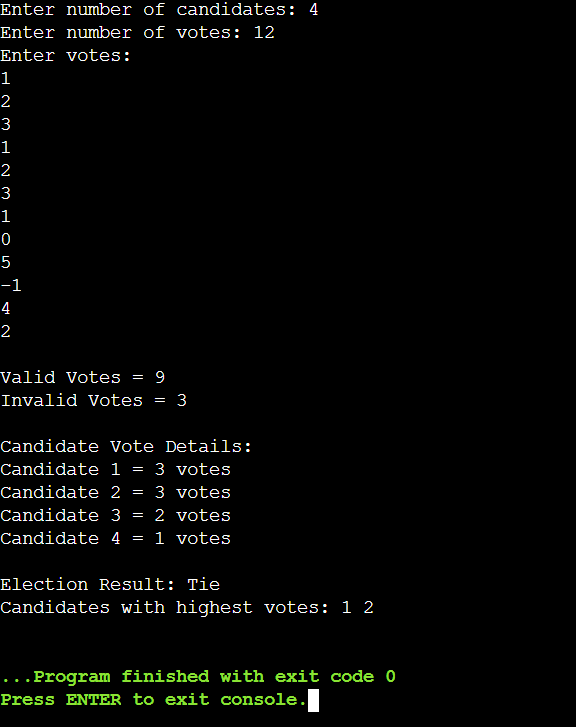 Enter number of candidates: 4
Enter number of votes: 12
Enter votes:
1
2
3
1
2
3
1
0
5
-1
4
2
Valid Votes = 9
Invalid Votes = 3
Candidate Vote Details:
Candidate 1 = 3 votes
Candidate 2 = 3 votes
Candidate 3 = 2 votes
Candidate 4 = 1 votes
Election Result: Tie
Candidates with highest votes: 1 2
...Program finished with exit code 0
Press ENTER to exit console.